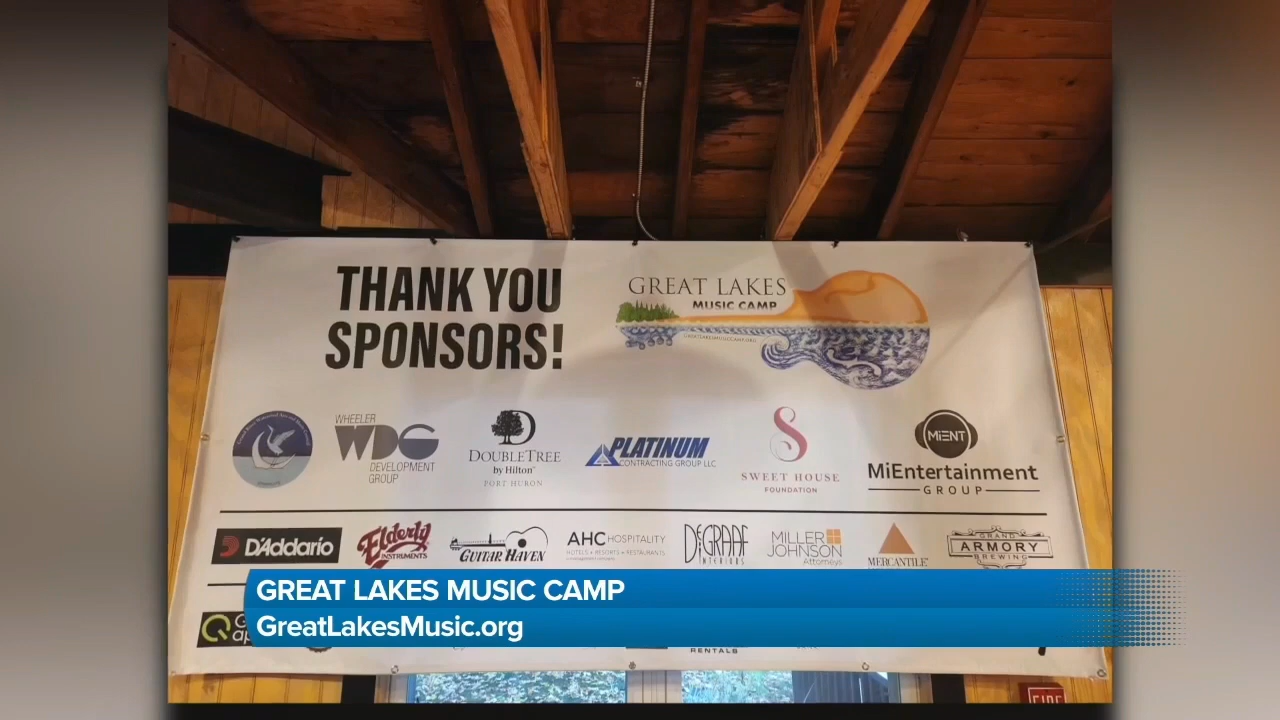 THANK YOU
SPONSORS!
GREAT LAKES
MUSIC CAMP
WHEELER
WDG
DEVELOPMENT
GROUP
DOUBLETREE
by Hilton™
PORT HURON
PLATINUM
CONTRACTING GROUP LLC
S
SWEET HOUSE
FOUNDATION
MiENT
MiEntertainment
GROUP
D'Addario
Elderly
INSTRUMENTS
GUITAR HAVEN
AHC HOSPITALITY
HOTELS • RESORTS • RESTAURANTS
DEGRAAF
INTERIORS
MILLER
JOHNSON
Attorneys
MERCANTILE
GRAND
ARMORY
BREWING
RENTALS
GREAT LAKES MUSIC CAMP
GreatLakesMusic.org
FIRE